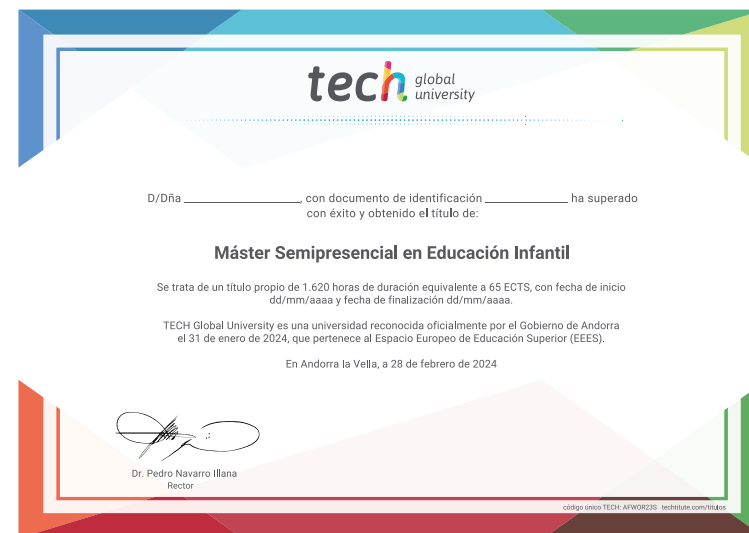 tech global university
D/Dña ____________________, con documento de identificación ______________ ha superado
con éxito y obtenido el título de:
Máster Semipresencial en Educación Infantil
Se trata de un título propio de 1.620 horas de duración equivalente a 65 ECTS, con fecha de inicio
dd/mm/aaaa y fecha de finalización dd/mm/aaaa.
TECH Global University es una universidad reconocida oficialmente por el Gobierno de Andorra
el 31 de enero de 2024, que pertenece al Espacio Europeo de Educación Superior (EEES).
En Andorra la Vella, a 28 de febrero de 2024
Dr. Pedro Navarro Illana
Rector
código único TECH: AFWOR23S techtitute.com/titulos